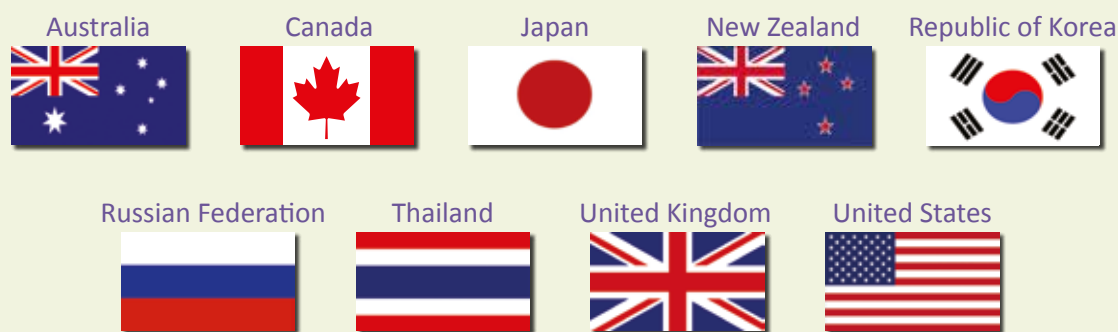 Australia Canada Japan New Zealand Republic of Korea
Russian Federation Thailand United Kingdom United States